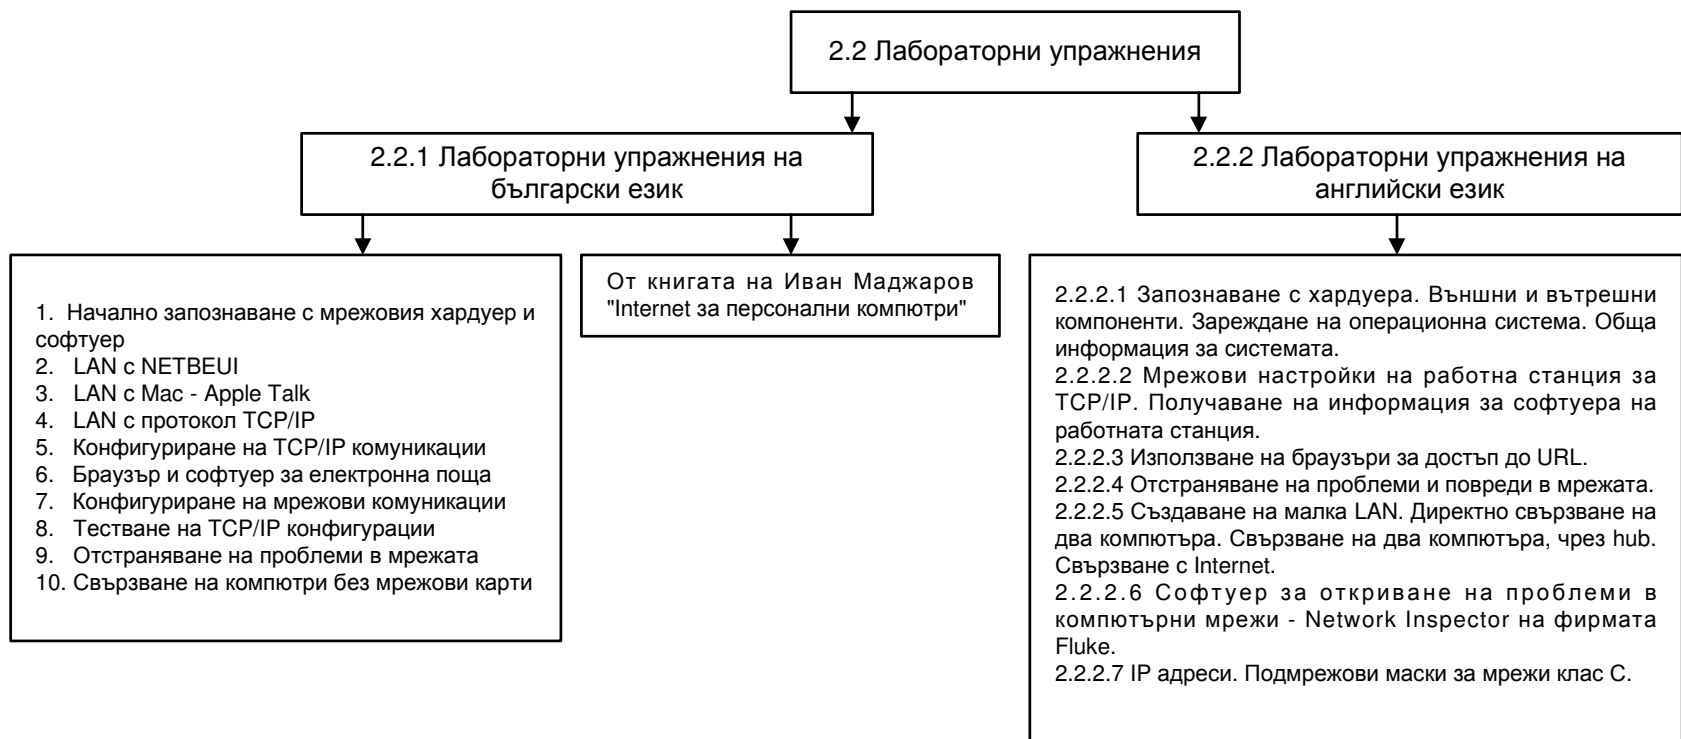 2.2 Лабораторни упражнения
2.2.1 Лабораторни упражнения на
български език
2.2.2 Лабораторни упражнения на
английски език
1. Начално запознаване с мрежовия хардуер и
софтуер
2. LAN с NETBEUI
3. LAN с Mac - Apple Talk
4. LAN с протокол TCP/IP
5. Конфигуриране на TCP/IP комуникации
6. Браузър и софтуер за електронна поща
7. Конфигуриране на мрежови комуникации
8. Тестване на TCP/IP конфигурации
9. Отстраняване на проблеми в мрежата
10. Свързване на компютри без мрежови карти
От книгата на Иван Маджаров
"Internet за персонални компютри"
2.2.2.1 Запознаване с хардуера. Външни и вътрешни
компоненти. Зареждане на операционна система. Обща
информация за системата.
2.2.2.2 Мрежови настройки на работна станция за
TCP/IP. Получаване на информация за софтуера на
работната станция.
2.2.2.3 Използване на браузъри за достъп до URL.
2.2.2.4 Отстраняване на проблеми и повреди в мрежата.
2.2.2.5 Създаване на малка LAN. Директно свързване на
два компютъра. Свързване на два компютъра, чрез hub.
Свързване с Internet.
2.2.2.6 Софтуер за откриване на проблеми в
компютърни мрежи - Network Inspector на фирмата
Fluke.
2.2.2.7 IP адреси. Подмрежови маски за мрежи клас C.